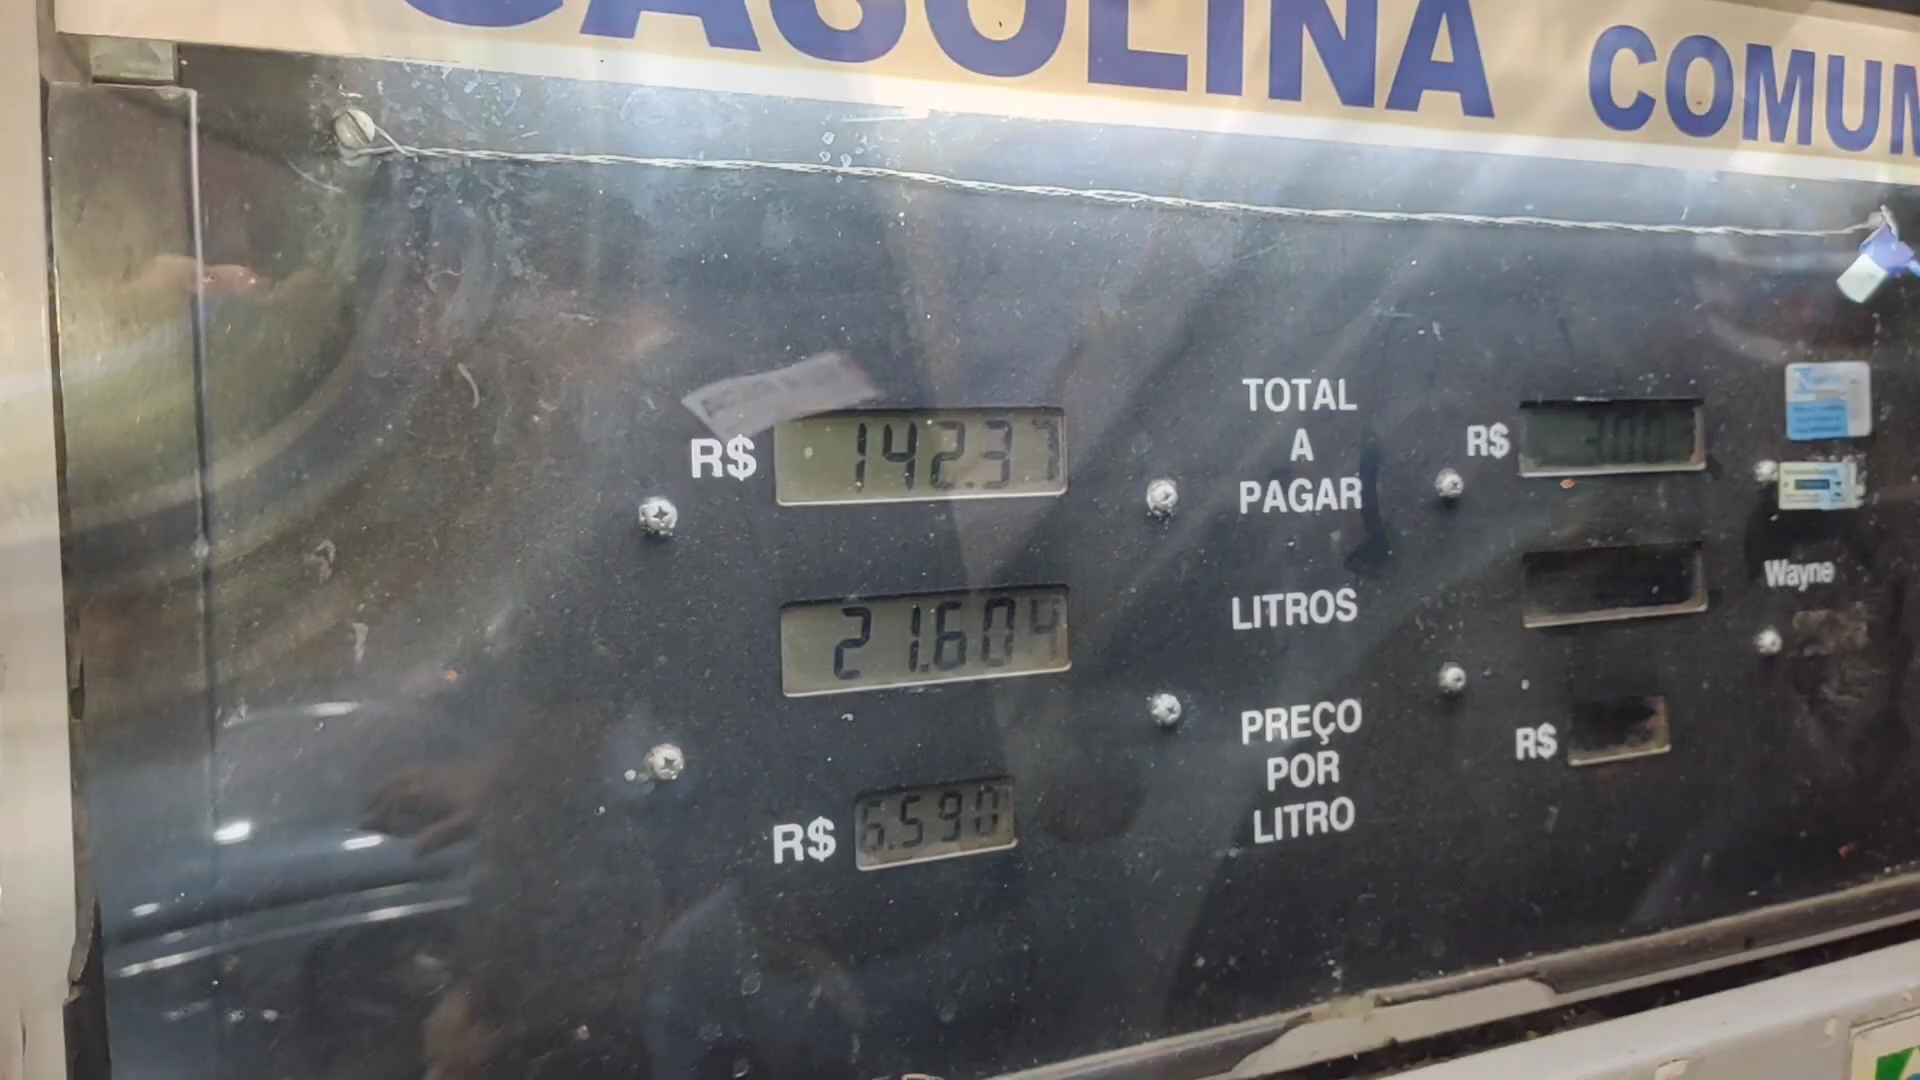 GASOLINA COMUM
R$ 142.37
TOTAL
A
PAGAR
R$
21.604
LITROS
Wayne
R$ 6.590
PREÇO
POR
LITRO
R$